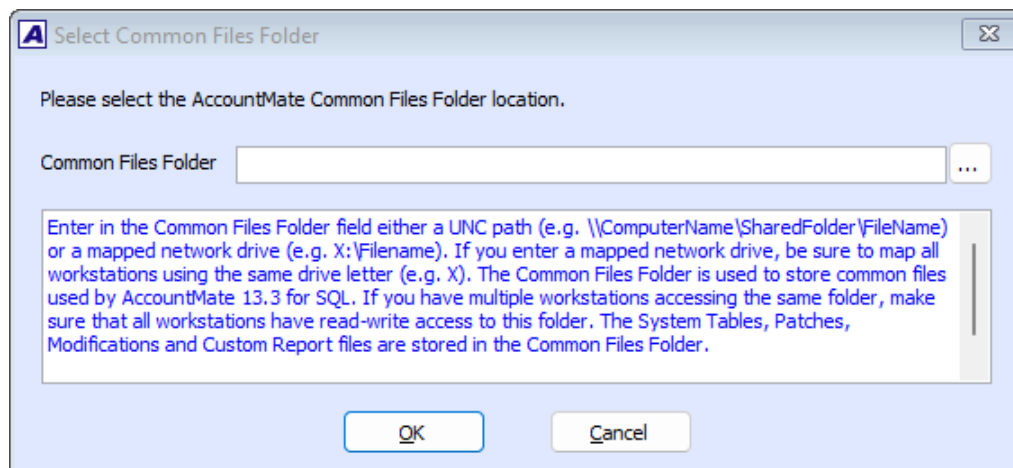 A Select Common Files Folder
Please select the AccountMate Common Files Folder location.
Common Files Folder
...
Enter in the Common Files Folder field either a UNC path (e.g. \\ComputerName\SharedFolder\FileName)
or a mapped network drive (e.g. X:\Filename). If you enter a mapped network drive, be sure to map all
workstations using the same drive letter (e.g. X). The Common Files Folder is used to store common files
used by AccountMate 13.3 for SQL. If you have multiple workstations accessing the same folder, make
sure that all workstations have read-write access to this folder. The System Tables, Patches,
Modifications and Custom Report files are stored in the Common Files Folder.
OK Cancel